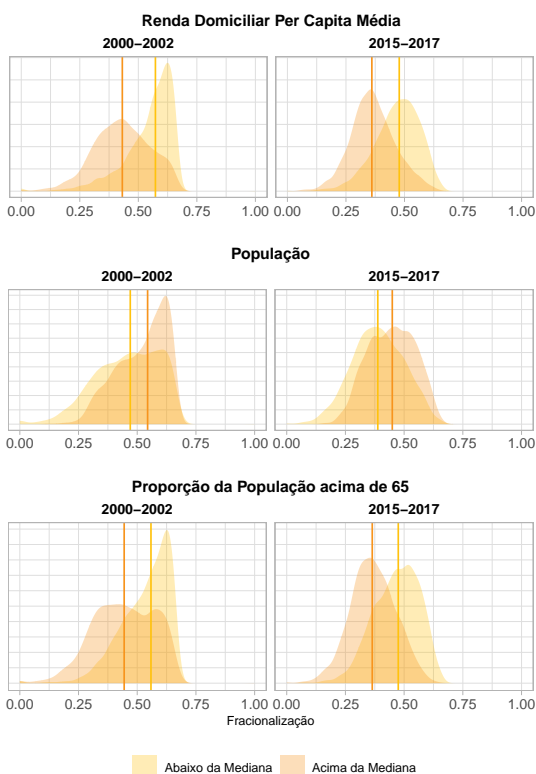 Renda Domiciliar Per Capita Média
2000−2002 2015−2017
0.00 0.25 0.50 0.75 1.00 0.00 0.25 0.50 0.75 1.00
População
2000−2002 2015−2017
0.00 0.25 0.50 0.75 1.00 0.00 0.25 0.50 0.75 1.00
Proporção da População acima de 65
2000−2002 2015−2017
0.00 0.25 0.50 0.75 1.00 0.00 0.25 0.50 0.75 1.00
Fracionalização
Abaixo da Mediana Acima da Mediana